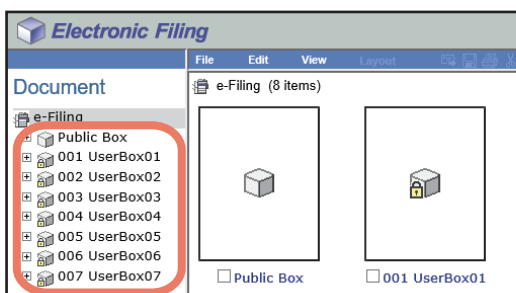 Electronic Filing
File Edit View Layout
Document
e-Filing (8 items)
e-Filing
Public Box
001 UserBox01
002 UserBox02
003 UserBox03
004 UserBox04
005 UserBox05
006 UserBox06
007 UserBox07
Public Box 001 UserBox01